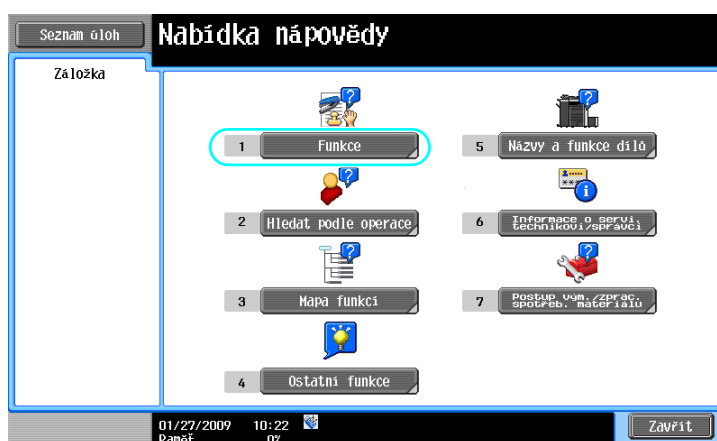 Seznam úloh
Nabídka nápovědy
Záložka
1 Funkce
2 Hledat podle operace
3 Mapa funkcí
4 Ostatní funkce
5 Názvy a funkce dílů
6 Informace o servi.
technikovi/správci
7 Postup vým./zprac.
spotřeb. materiálu
01/27/2009 10:22
Paměť 0%
Zavřít